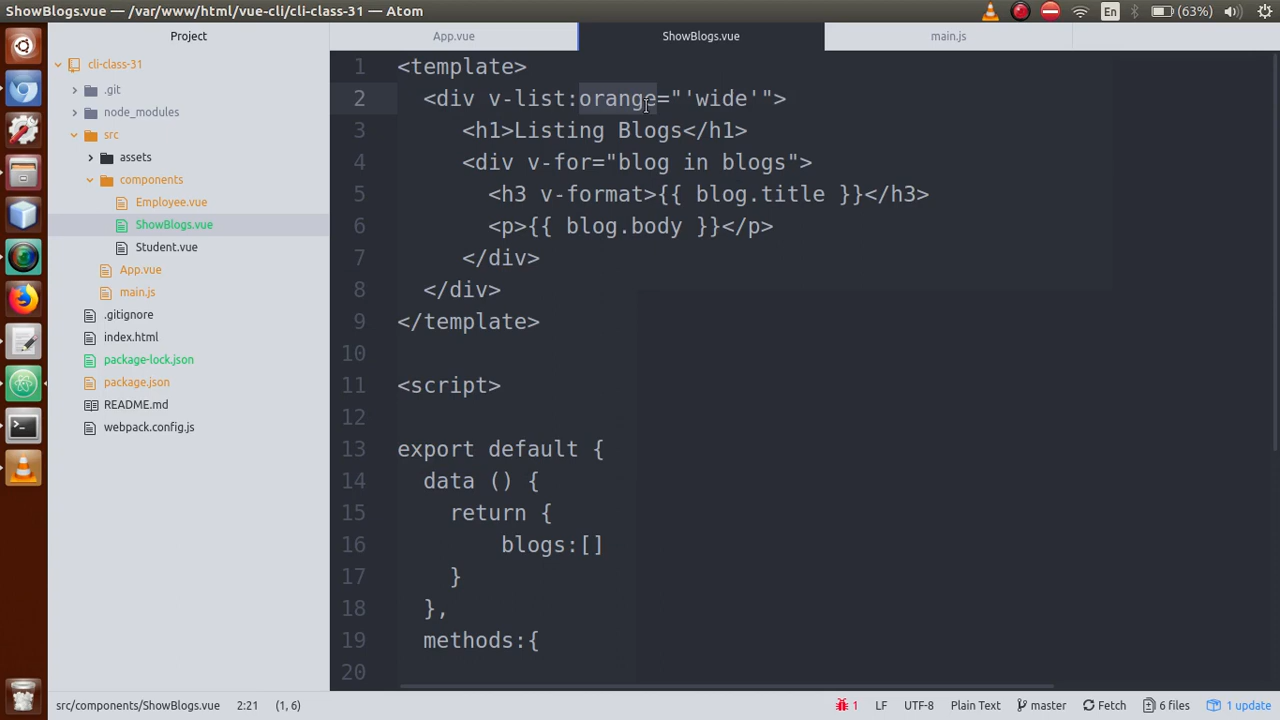 ShowBlogs.vue — /var/www/html/vue-cli/cli-class-31 — Atom
En
(63%)
Project
App.vue
ShowBlogs.vue
main.js
cli-class-31
.git
node_modules
src
assets
components
Employee.vue
ShowBlogs.vue
Student.vue
App.vue
main.js
.gitignore
index.html
package-lock.json
package.json
README.md
webpack.config.js
1 <template>
2 <div v-list:orange="'wide'">
3 <h1>Listing Blogs</h1>
4 <div v-for="blog in blogs">
5 <h3 v-format>{{ blog.title }}</h3>
6 <p>{{ blog.body }}</p>
7 </div>
8 </div>
9 </template>
10
11 <script>
12
13 export default {
14 data () {
15 return {
16 blogs:[]
17 }
18 },
19 methods:{
20
src/components/ShowBlogs.vue 2:21 (1, 6)
1 LF UTF-8 Plain Text master Fetch 6 files 1 update